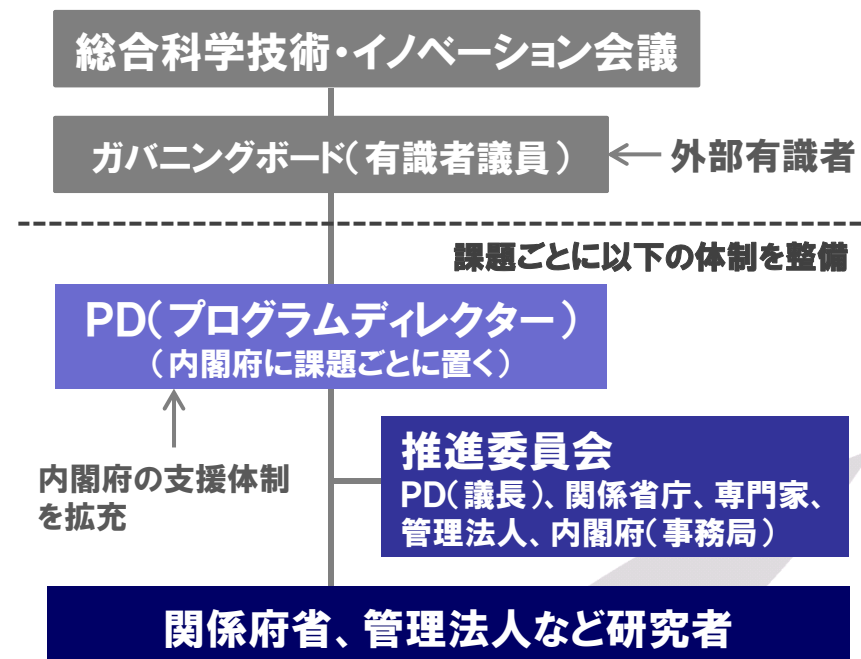 総合科学技術・イノベーション会議
ガバニングボード（有識者議員）
外部有識者
課題ごとに以下の体制を整備
PD（プログラムディレクター）
（内閣府に課題ごとに置く）
内閣府の支援体制
を拡充
推進委員会
PD（議長）、関係省庁、専門家、
管理法人、内閣府（事務局）
関係府省、管理法人など研究者